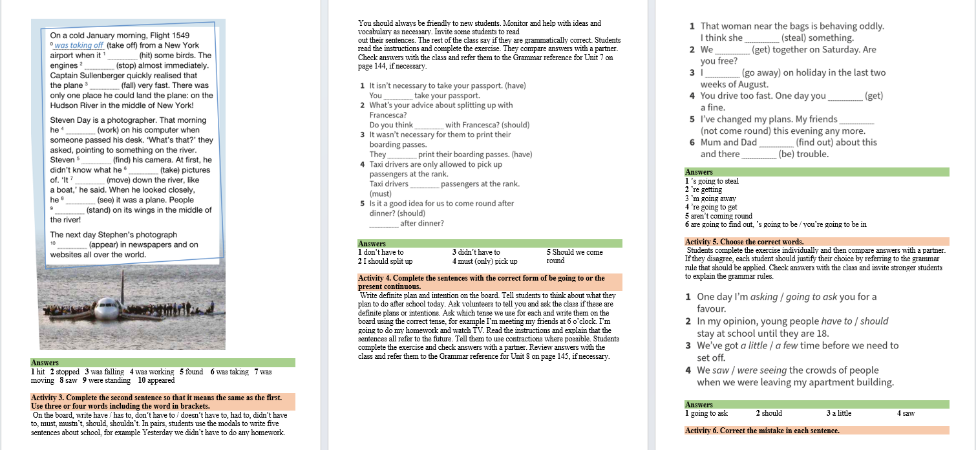 On a cold January morning, Flight 1549
⁰ was taking off (take off) from a New York
airport when it ¹ ______ (hit) some birds. The
engines ² ______ (stop) almost immediately.
Captain Sullenberger quickly realised that
the plane ³ ______ (fall) very fast. There was
only one place he could land the plane: on the
Hudson River in the middle of New York!
Steven Day is a photographer. That morning
he ⁴ ______ (work) on his computer when
someone passed his desk. 'What's that?' they
asked, pointing to something on the river.
Steven ⁵ ______ (find) his camera. At first, he
didn't know what he ⁶ ______ (take) pictures
of. 'It ⁷ ______ (move) down the river, like
a boat,' he said. When he looked closely,
he ⁸ ______ (see) it was a plane. People
⁹ ______ (stand) on its wings in the middle of
the river!
The next day Stephen's photograph
¹⁰ ______ (appear) in newspapers and on
websites all over the world.
Answers
1 hit 2 stopped 3 was falling 4 was working 5 found 6 was taking 7 was
moving 8 saw 9 were standing 10 appeared
Activity 3. Complete the second sentence so that it means the same as the first.
Use three or four words including the word in brackets.
On the board, write have / has to, don't have to / doesn't have to, had to, didn't have
to, must, mustn't, should, shouldn't. In pairs, students use the modals to write five
sentences about school, for example Yesterday we didn't have to do any homework.
You should always be friendly to new students. Monitor and help with ideas and
vocabulary as necessary. Invite some students to read
out their sentences. The rest of the class say if they are grammatically correct. Students
read the instructions and complete the exercise. They compare answers with a partner.
Check answers with the class and refer them to the Grammar reference for Unit 7 on
page 144, if necessary.
1 It isn't necessary to take your passport. (have)
You ______ take your passport.
2 What's your advice about splitting up with
Francesca?
Do you think ______ with Francesca? (should)
3 It wasn't necessary for them to print their
boarding passes.
They ______ print their boarding passes. (have)
4 Taxi drivers are only allowed to pick up
passengers at the rank.
Taxi drivers ______ passengers at the rank.
(must)
5 Is it a good idea for us to come round after
dinner? (should)
______ after dinner?
Answers
1 don't have to 3 didn't have to 5 Should we come
2 I should split up 4 must (only) pick up round
Activity 4. Complete the sentences with the correct form of be going to or the
present continuous.
Write definite plan and intention on the board. Tell students to think about what they
plan to do after school today. Ask volunteers to tell you and ask the class if these are
definite plans or intentions. Ask which tense we use for each and write them on the
board using the correct tense, for example I'm meeting my friends at 6 o'clock. I'm
going to do my homework and watch TV. Read the instructions and explain that the
sentences all refer to the future. Tell them to use contractions where possible. Students
complete the exercise and check answers with a partner. Review answers with the
class and refer them to the Grammar reference for Unit 8 on page 145, if necessary.
1 That woman near the bags is behaving oddly.
I think she ______ (steal) something.
2 We ______ (get) together on Saturday. Are
you free?
3 I ______ (go away) on holiday in the last two
weeks of August.
4 You drive too fast. One day you ______ (get)
a fine.
5 I've changed my plans. My friends ______
(not come round) this evening any more.
6 Mum and Dad ______ (find out) about this
and there ______ (be) trouble.
Answers
1 's going to steal
2 're getting
3 'm going away
4 're going to get
5 aren't coming round
6 are going to find out, 's going to be / you're going to be in
Activity 5. Choose the correct words.
Students complete the exercise individually and then compare answers with a partner.
If they disagree, each student should justify their choice by referring to the grammar
rule that should be applied. Check answers with the class and invite stronger students
to explain the grammar rules.
1 One day I'm asking / going to ask you for a
favour.
2 In my opinion, young people have to / should
stay at school until they are 18.
3 We've got a little / a few time before we need to
set off.
4 We saw / were seeing the crowds of people
when we were leaving my apartment building.
Answers
1 going to ask 2 should 3 a little 4 saw
Activity 6. Correct the mistake in each sentence.